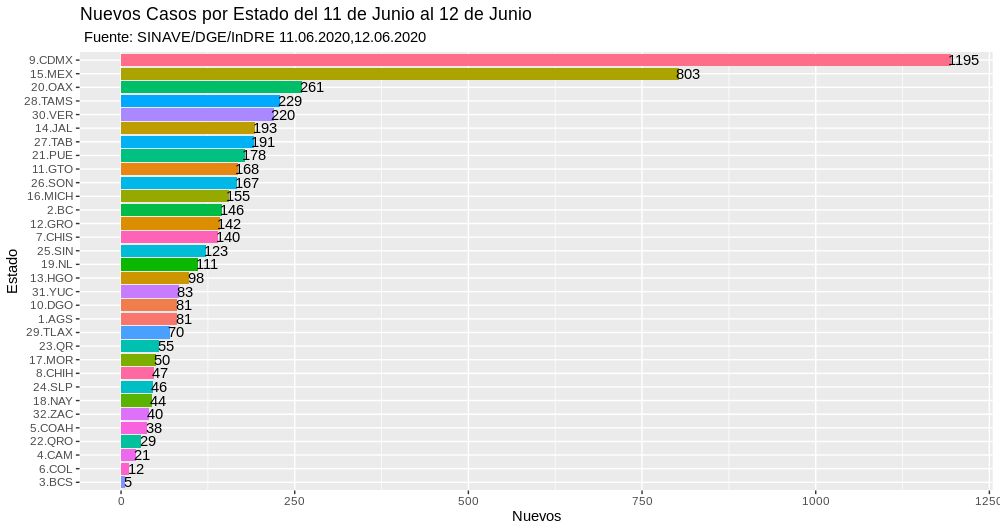 Nuevos Casos por Estado del 11 de Junio al 12 de Junio
Fuente: SINAVE/DGE/InDRE 11.06.2020,12.06.2020
Estado
9.CDMX 1195
15.MEX 803
20.OAX 261
28.TAMS 229
30.VER 220
14.JAL 193
27.TAB 191
21.PUE 178
11.GTO 168
26.SON 167
16.MICH 155
2.BC 146
12.GRO 142
7.CHIS 140
25.SIN 123
19.NL 111
13.HGO 98
31.YUC 83
10.DGO 81
1.AGS 81
29.TLAX 70
23.QR 55
17.MOR 50
8.CHIH 47
24.SLP 46
18.NAY 44
32.ZAC 40
5.COAH 38
22.QRO 29
4.CAM 21
6.COL 12
3.BCS 5
0 250 500 750 1000 1250
Nuevos